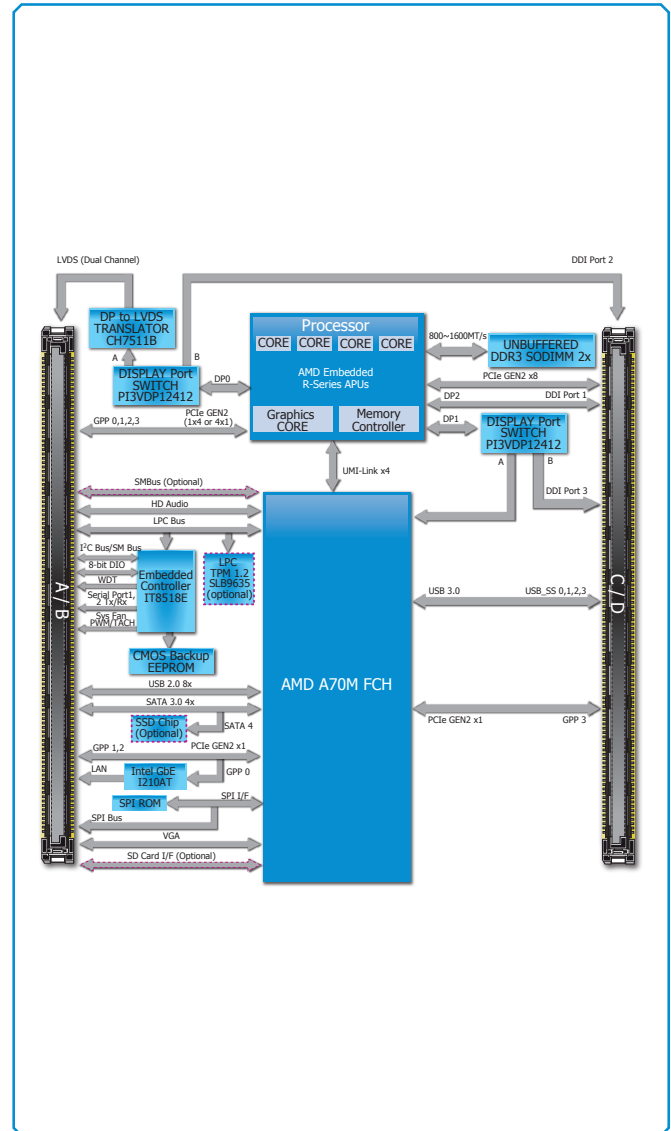 LVDS (Dual Channel)
DDI Port 2
DP to LVDS
TRANSLATOR
CH7511B
A
B
DISPLAY Port
SWITCH
PI3VDP12412
DP0
Processor
CORE CORE CORE CORE
AMD Embedded
R-Series APUs
Graphics
CORE
Memory
Controller
800~1600MT/s
UNBUFFERED
DDR3 SODIMM 2x
PCIe GEN2 x8
DP2
DDI Port 1
DP1
DISPLAY Port
SWITCH
PI3VDP12412
A
B
DDI Port 3
GPP 0,1,2,3
PCIe GEN2
(1x4 or 4x1)
UMI-Link x4
SMBus (Optional)
HD Audio
LPC Bus
I²C Bus/SM Bus
8-bit DIO
WDT
Serial Port1,
2 Tx/Rx
Sys Fan
PWM/TACH
Embedded
Controller
IT8518E
LPC
TPM 1.2
SLB9635
(optional)
CMOS Backup
EEPROM
A / B
C / D
AMD A70M FCH
USB 3.0
USB_SS 0,1,2,3
USB 2.0 8x
SATA 3.0 4x
SSD Chip
(Optional)
SATA 4
PCIe GEN2 x1
GPP 3
GPP 1,2
PCIe GEN2 x1
LAN
Intel GbE
I210AT
GPP 0
SPI ROM
SPI I/F
SPI Bus
VGA
SD Card I/F (Optional)